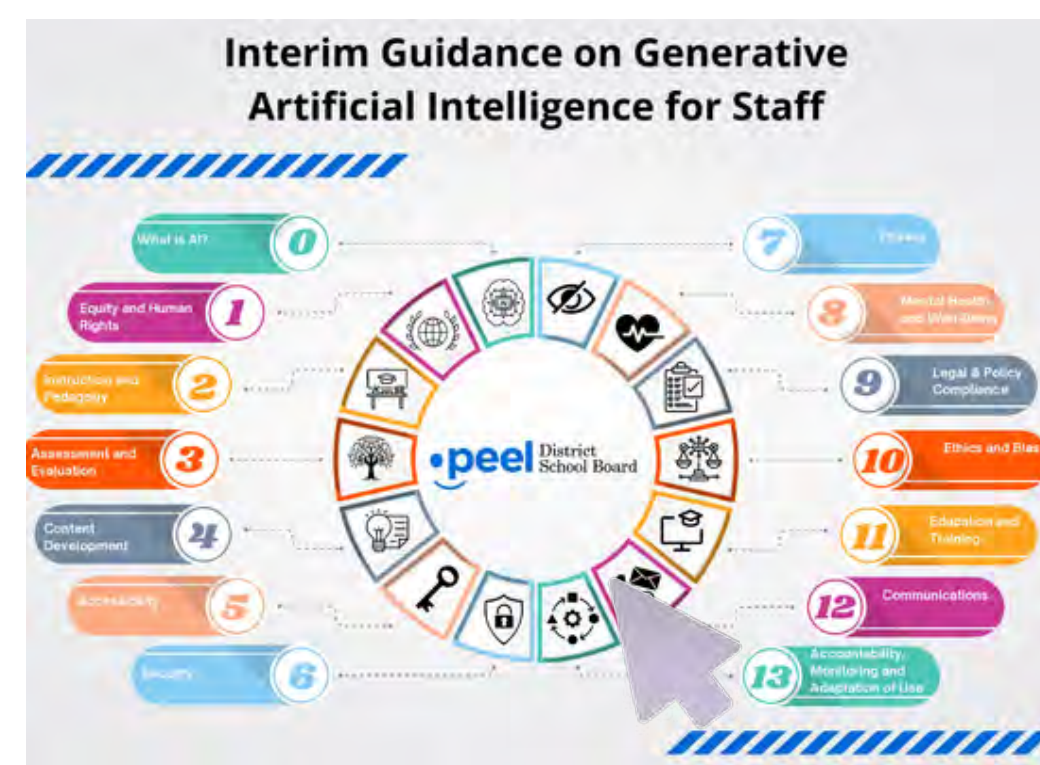 Interim Guidance on Generative
Artificial Intelligence for Staff
What is AI?
0
Equity and Human
Rights
1
Instruction and
Pedagogy
2
Assessment and
Evaluation
3
Content
Development
4
Accessibility
5
Security
6
7
Privacy
8
Mental Health
and Well-Being
9
Legal & Policy
Compliance
10
Ethics and Bias
11
Education and
Training
12
Communications
13
Accountability,
Monitoring and
Adaptation of Use
peel District
School Board